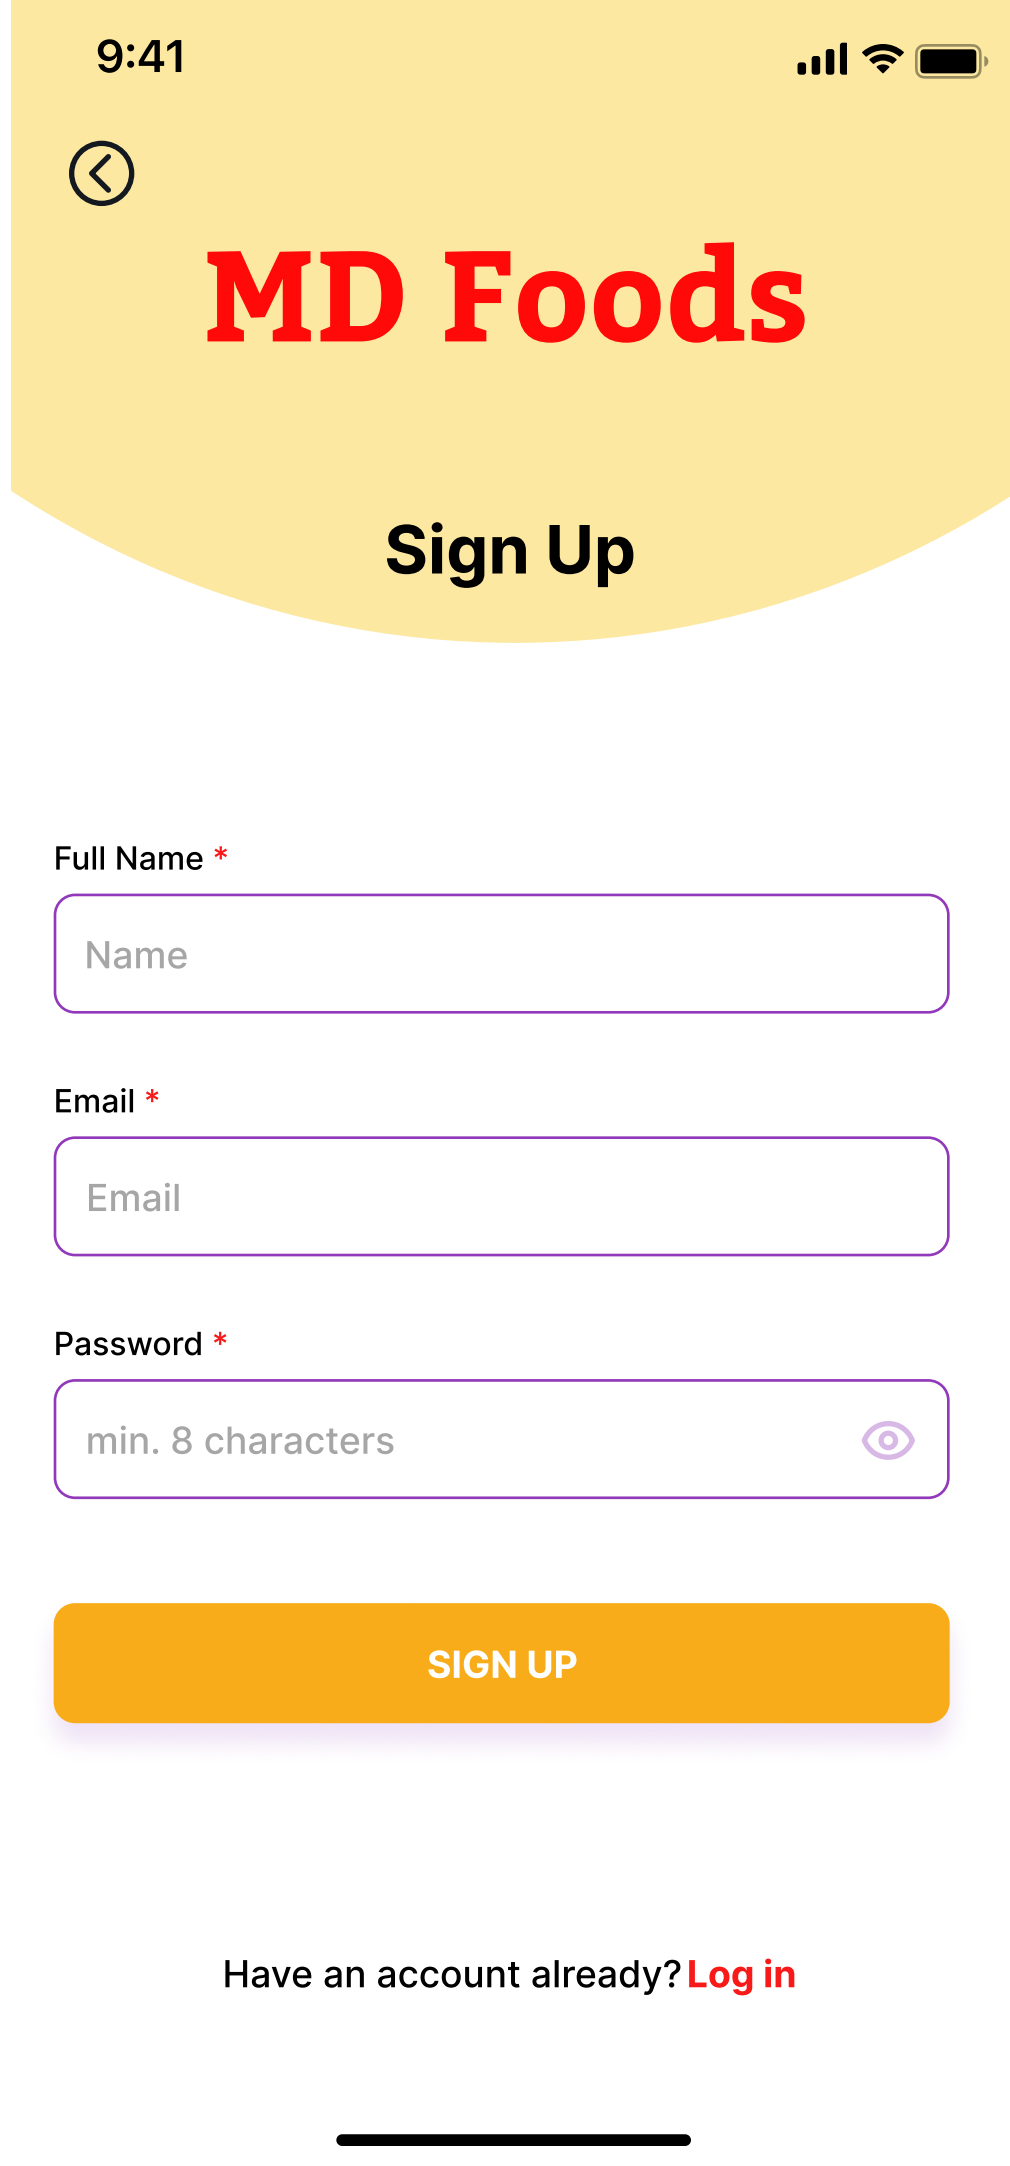 9:41
MD Foods
Sign Up
Full Name *
Name
Email *
Email
Password *
min. 8 characters
SIGN UP
Have an account already? Log in